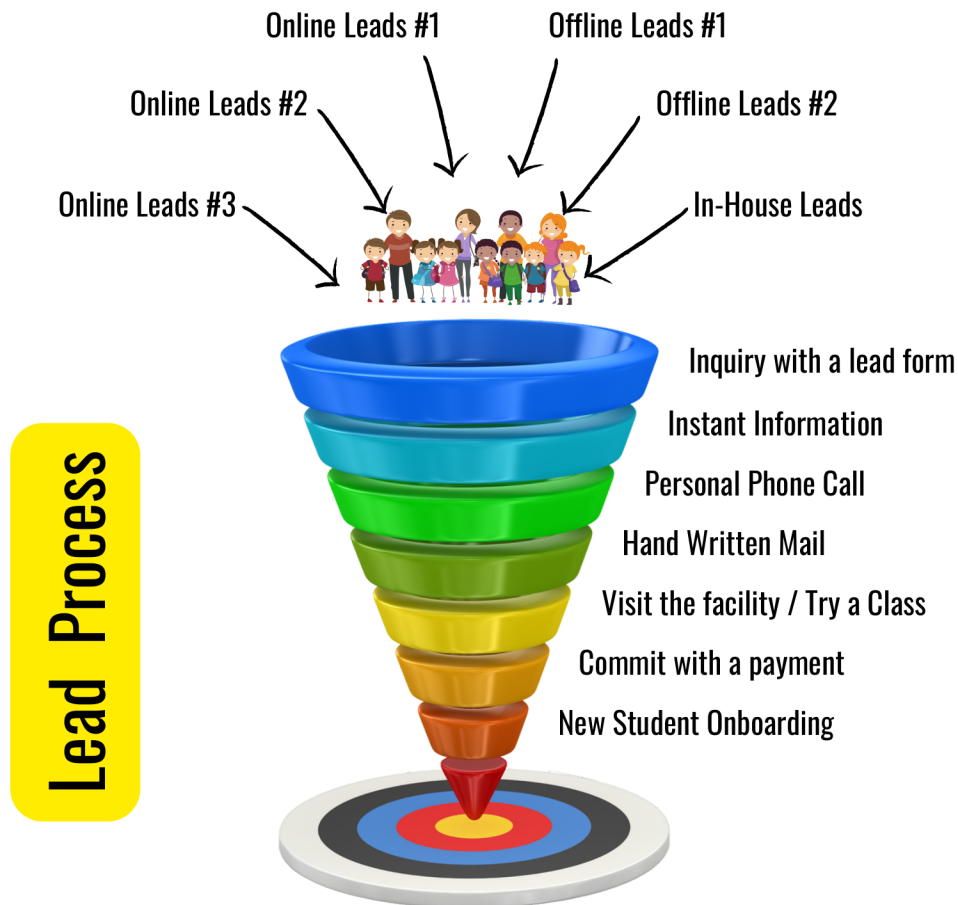 Online Leads #1
Offline Leads #1
Online Leads #2
Offline Leads #2
Online Leads #3
In-House Leads
Inquiry with a lead form
Instant Information
Personal Phone Call
Hand Written Mail
Visit the facility / Try a Class
Commit with a payment
New Student Onboarding
Lead Process